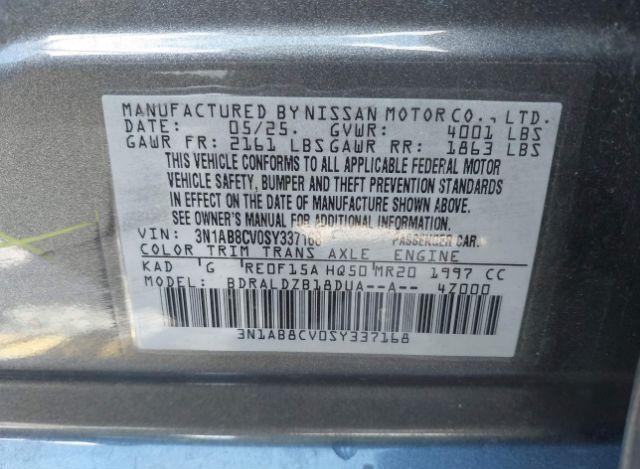 MANUFACTURED BY NISSAN MOTOR CO., LTD.
DATE: 05/25. GVWR: 4001 LBS
GAWR FR: 2161 LBS GAWR RR: 1863 LBS
THIS VEHICLE CONFORMS TO ALL APPLICABLE FEDERAL MOTOR
VEHICLE SAFETY, BUMPER AND THEFT PREVENTION STANDARDS
IN EFFECT ON THE DATE OF MANUFACTURE SHOWN ABOVE.
SEE OWNER'S MANUAL FOR ADDITIONAL INFORMATION.
VIN: 3N1AB8CV0SY337168 PASSENGER CAR.
COLOR TRIM TRANS AXLE ENGINE
KAD G RE0F15A HQ50 MR20 1997 CC
MODEL: BDRALDZB18DUA--A-- 4Z000
3N1AB8CV0SY337168